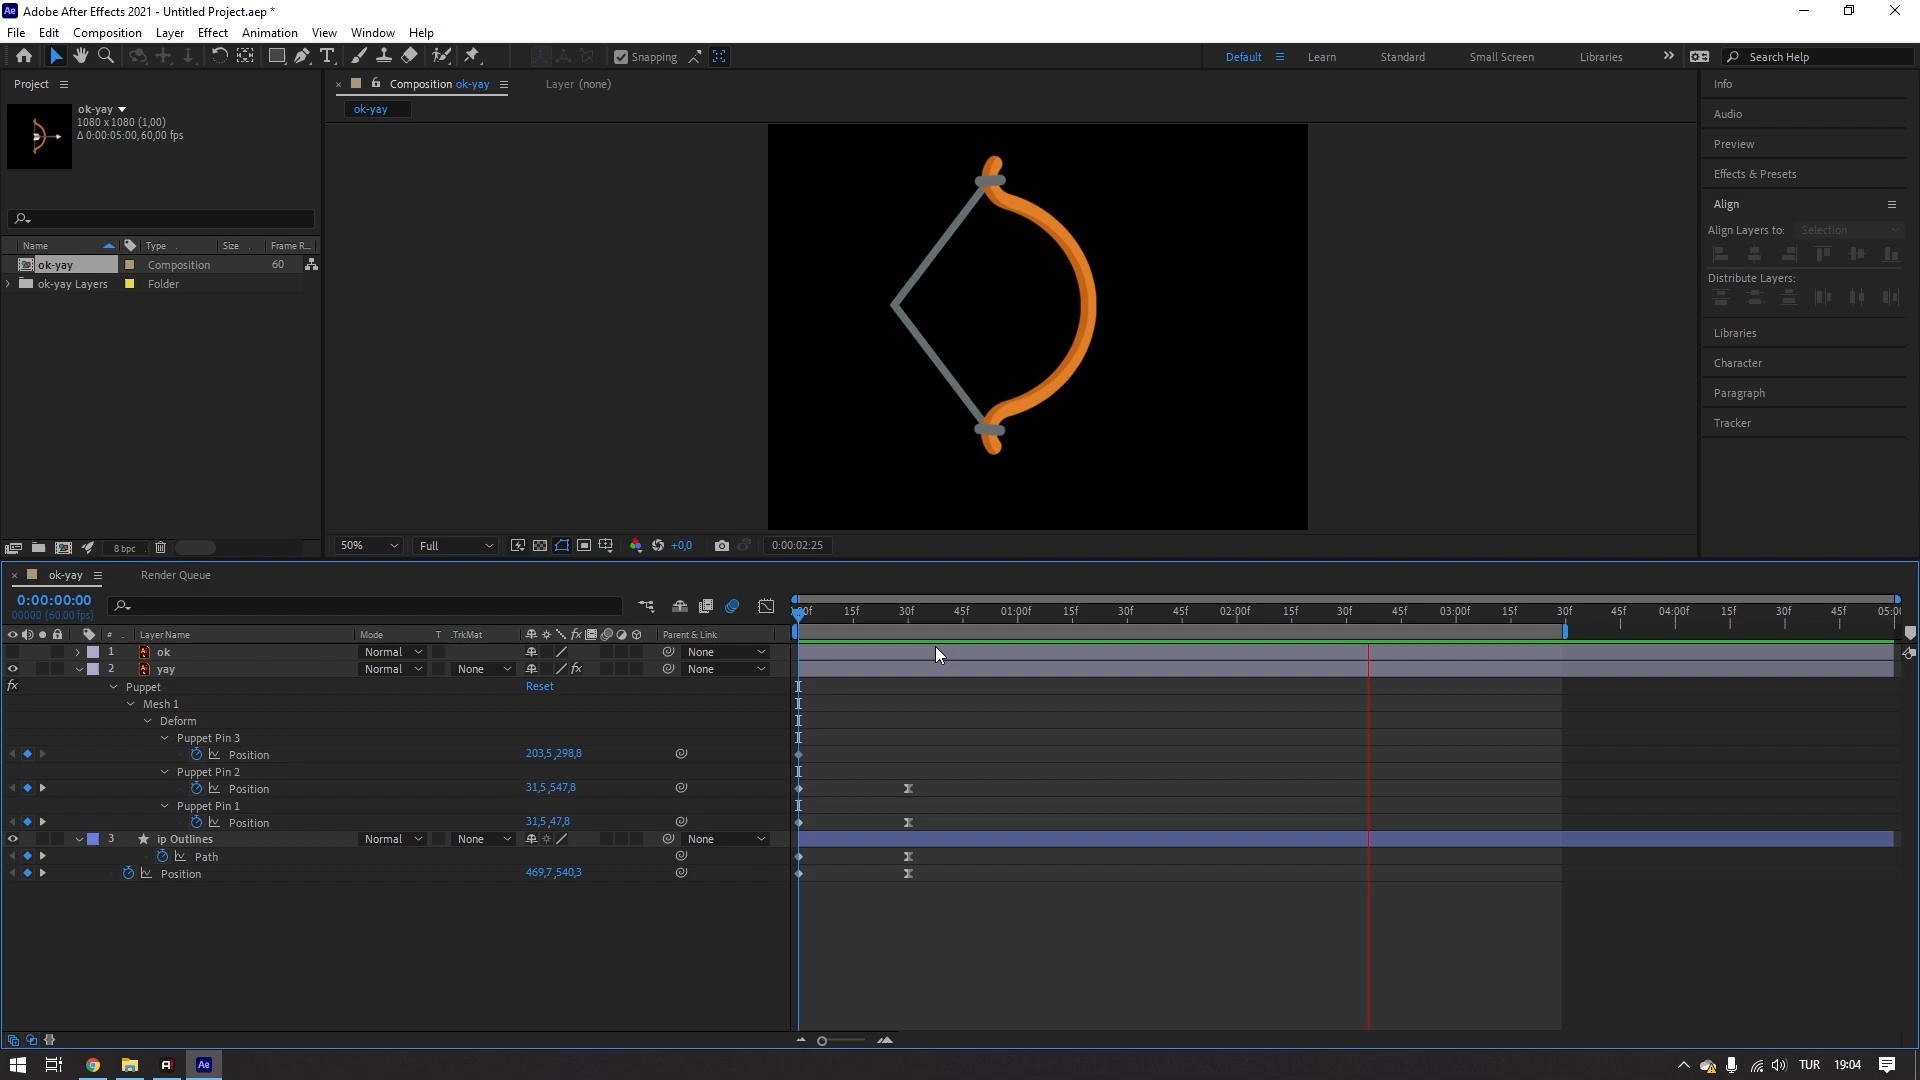 Adobe After Effects 2021 - Untitled Project.aep *
File Edit Composition Layer Effect Animation View Window Help
Snapping
Default Learn Standard Small Screen Libraries
Search Help
Project
ok-yay
1080 x 1080 (1,00)
Δ 0:00:05:00, 60,00 fps
Name Type Size Frame R...
ok-yay Composition 60
ok-yay Layers Folder
8 bpc
Composition ok-yay
Layer (none)
ok-yay
50% Full +0,0 0:00:02:25
Info
Audio
Preview
Effects & Presets
Align
Align Layers to: Selection
Distribute Layers:
Libraries
Character
Paragraph
Tracker
ok-yay Render Queue
0:00:00:00
00000 (60.00 fps)
15f 30f 45f 01:00f 15f 30f 45f 02:00f 15f 30f 45f 03:00f 15f 30f 45f 04:00f 15f 30f 45f
# Layer Name Mode T .TrkMat fx Parent & Link
1 ok Normal None
2 yay Normal None fx None
fx Puppet Reset
Mesh 1
Deform
Puppet Pin 3
Position 203,5,298,8
Puppet Pin 2
Position 31,5,547,8
Puppet Pin 1
Position 31,5,47,8
3 ip Outlines Normal None None
Path
Position 469,7,540,3
Ae TUR 19:04